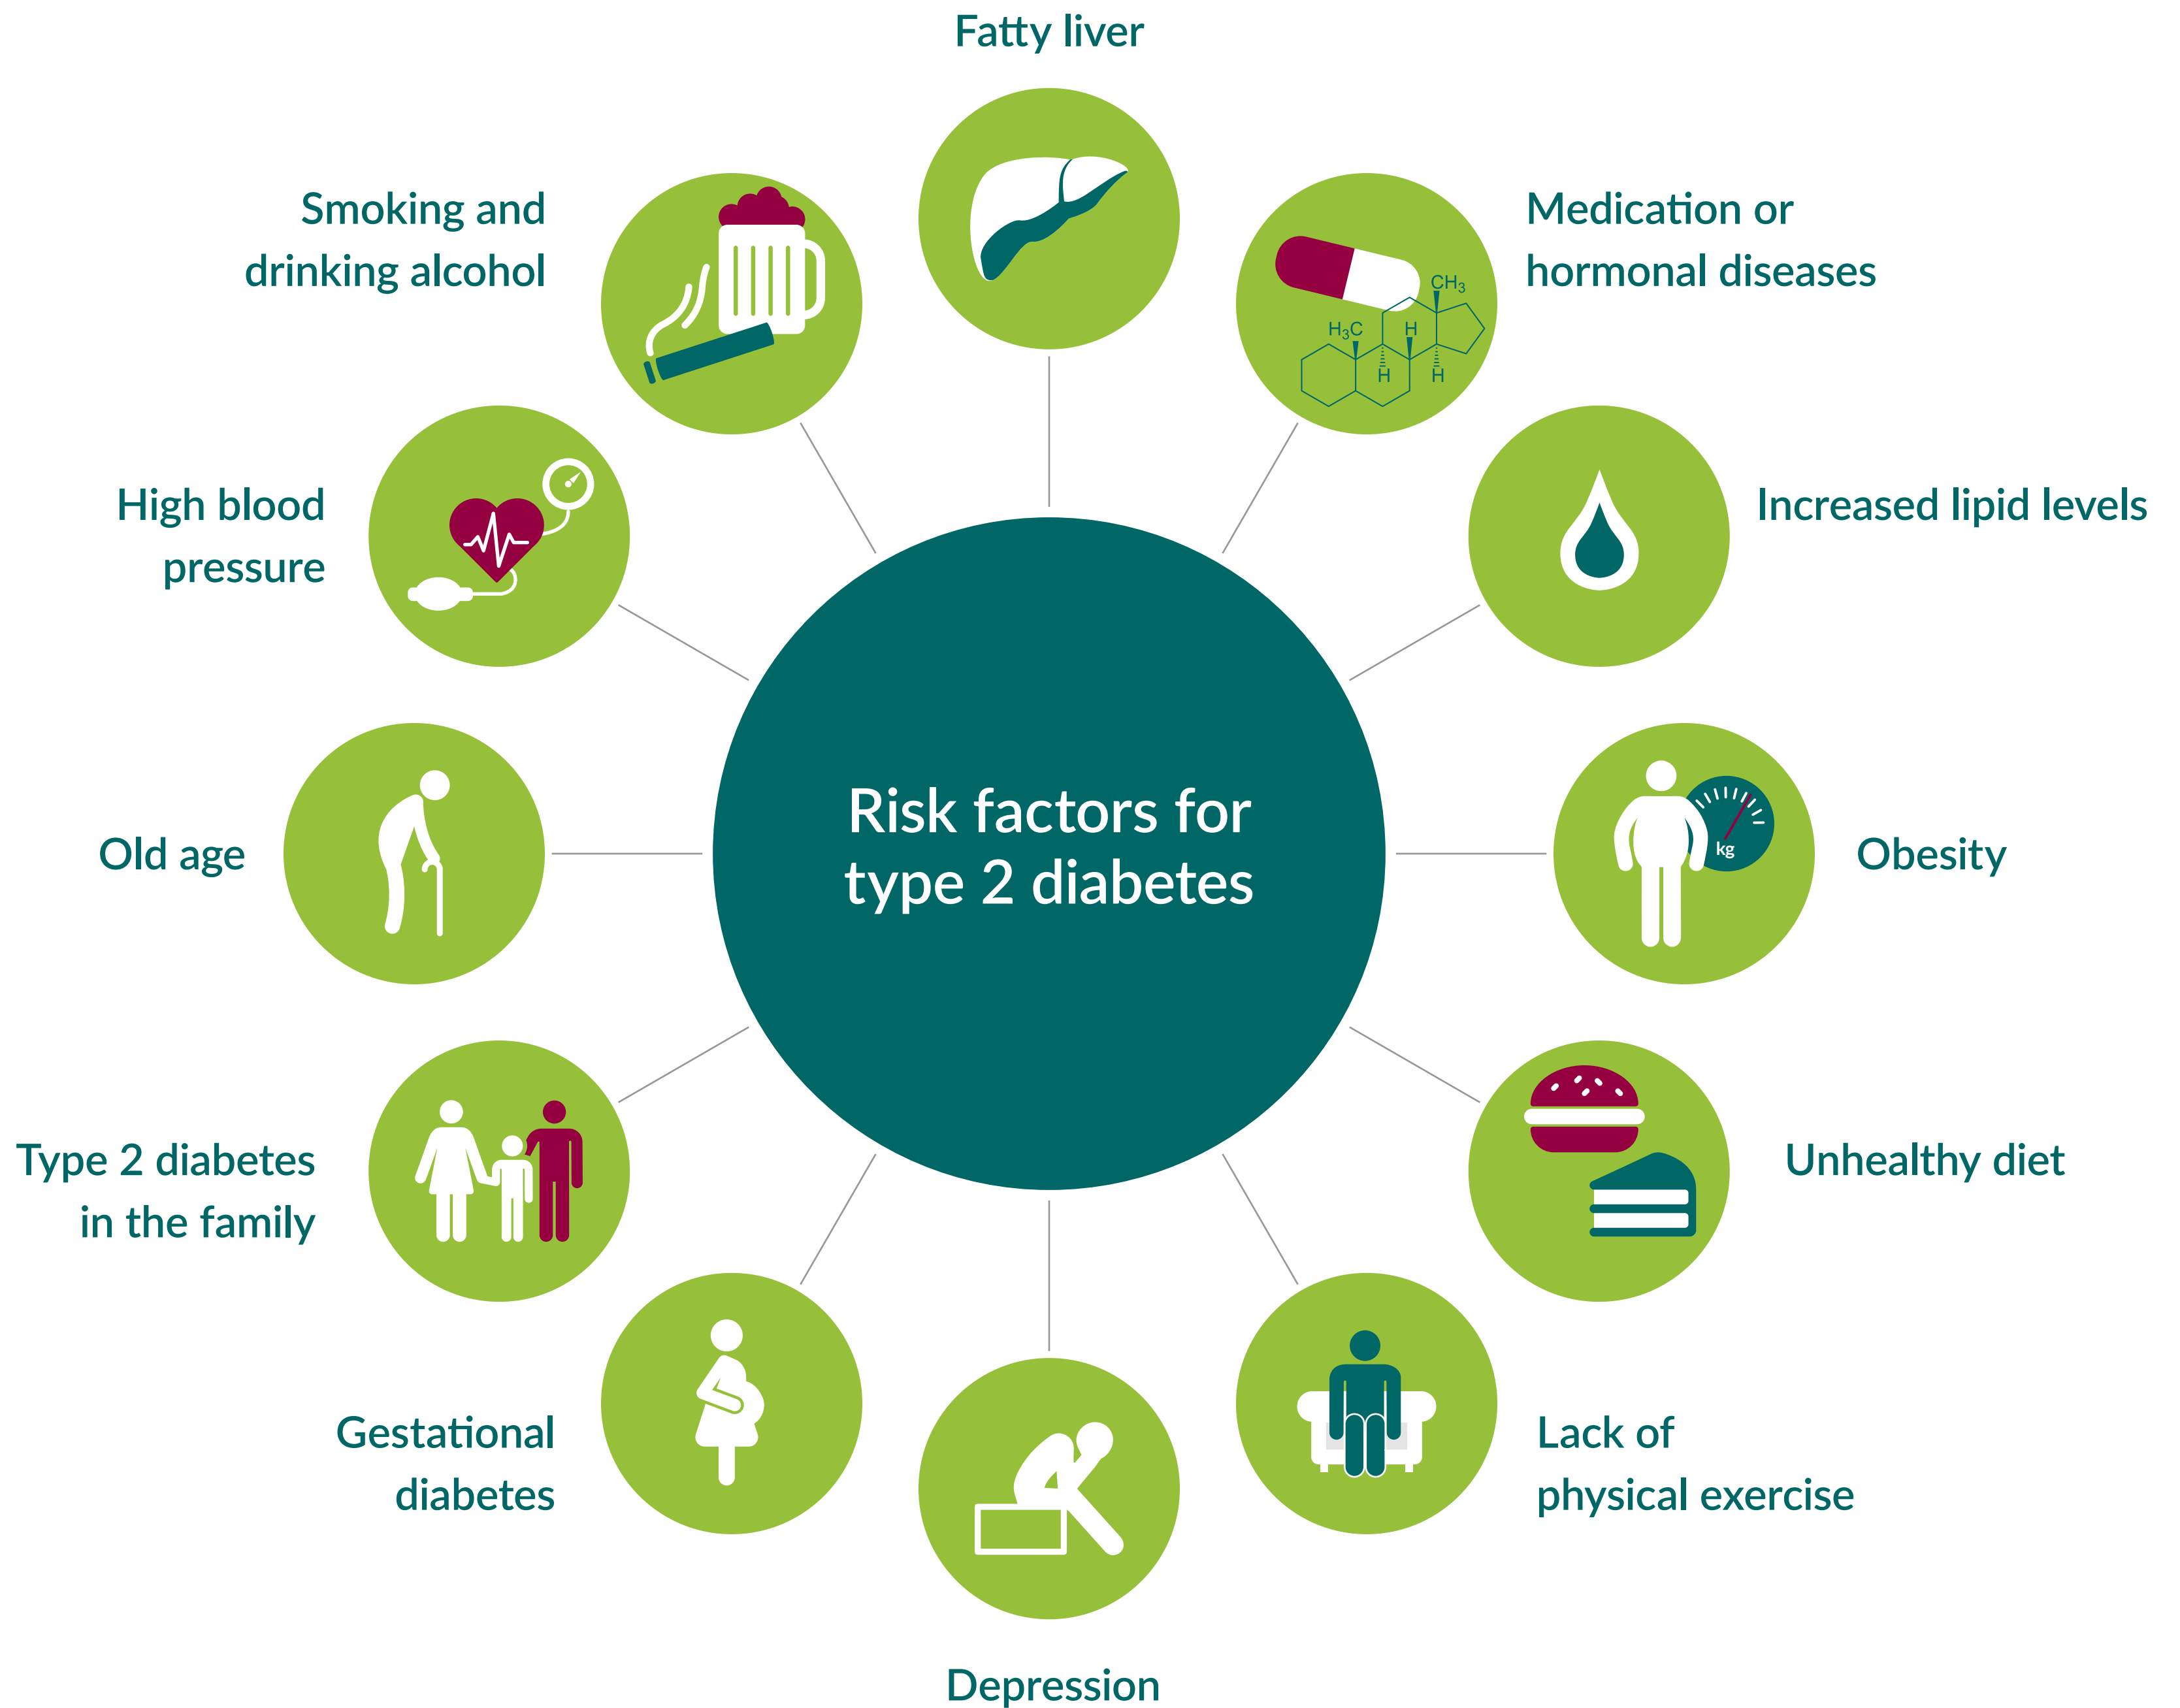 Fatty liver
Smoking and
drinking alcohol
Medication or
hormonal diseases
CH3
H3C
H
H
H
High blood
pressure
Increased lipid levels
Risk factors for
type 2 diabetes
Old age
kg
Obesity
Type 2 diabetes
in the family
Unhealthy diet
Gestational
diabetes
Lack of
physical exercise
Depression